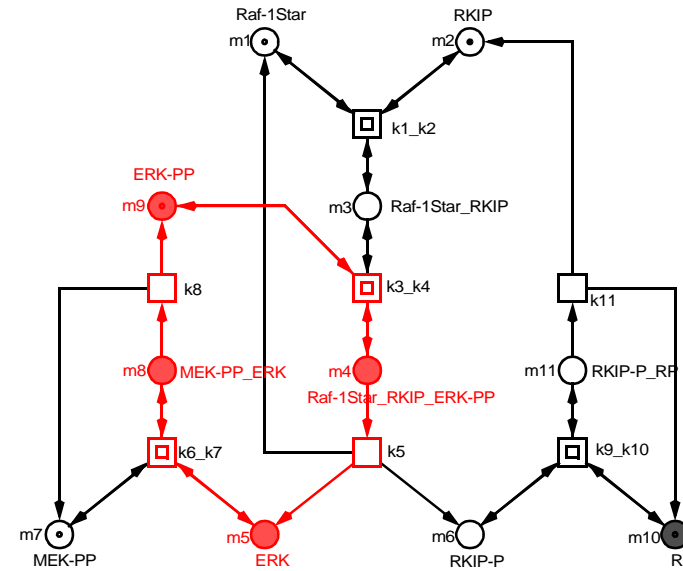 Raf-1Star
RKIP
m1
m2
k1_k2
ERK-PP
m9
m3
Raf-1Star_RKIP
k8
k3_k4
k11
m8
MEK-PP_ERK
m4
Raf-1Star_RKIP_ERK-PP
m11
RKIP-P_RP
k6_k7
k5
k9_k10
m7
MEK-PP
m5
ERK
m6
RKIP-P
m10
R